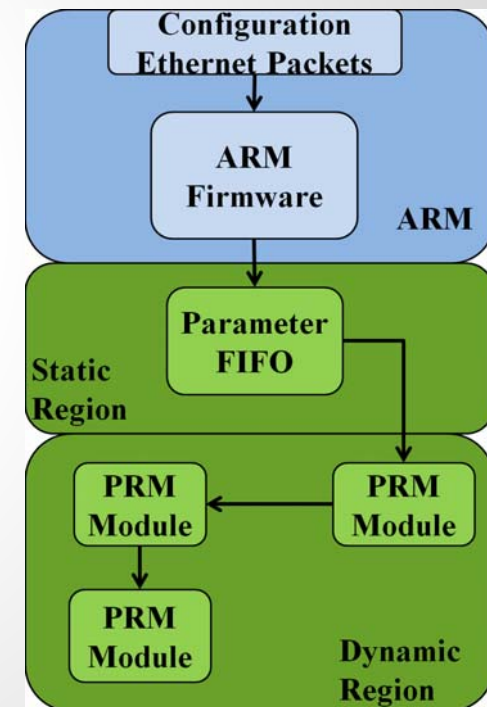 Configuration
Ethernet Packets
ARM
Firmware
ARM
Parameter
FIFO
Static
Region
PRM
Module
PRM
Module
PRM
Module
Dynamic
Region